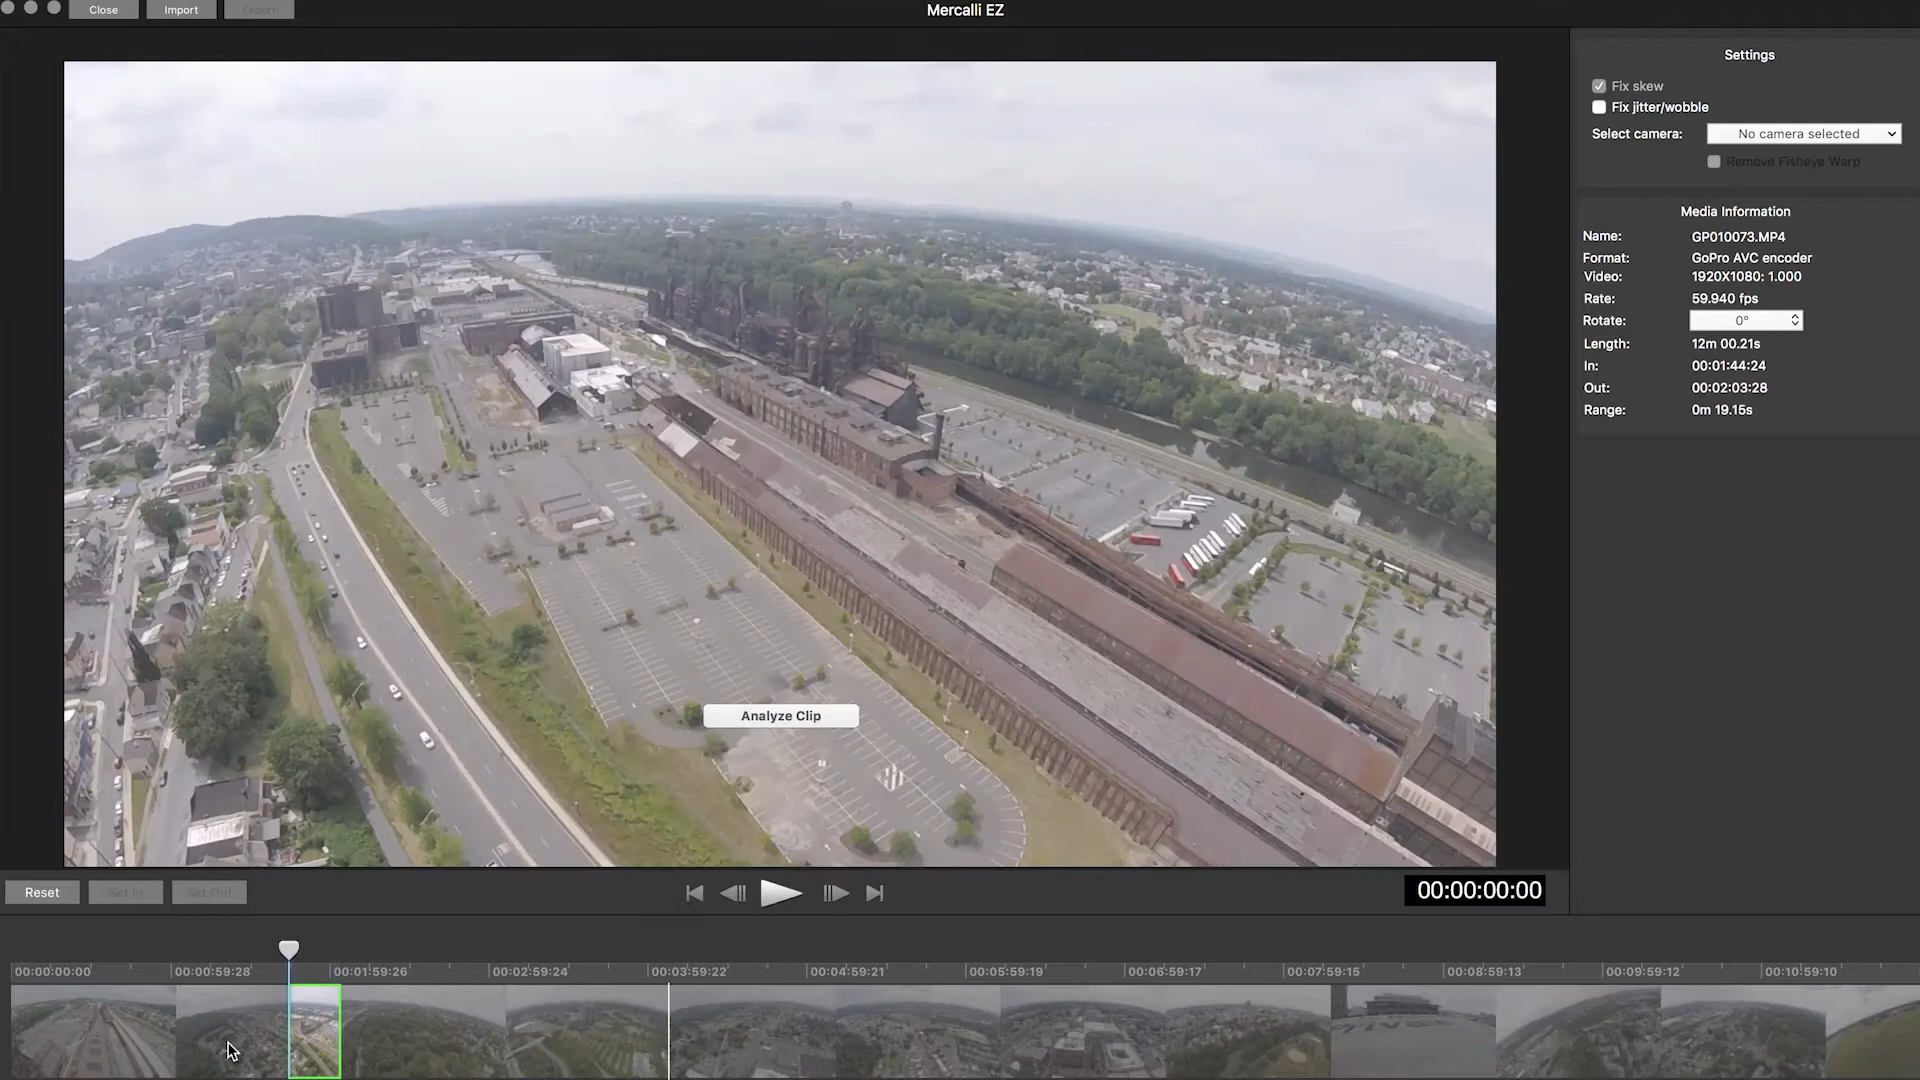 Close Import Export Mercalli EZ
Settings
Fix skew
Fix jitter/wobble
Select camera: No camera selected
Remove Fisheye Warp
Media Information
Name: GP010073.MP4
Format: GoPro AVC encoder
Video: 1920X1080: 1.000
Rate: 59.940 fps
Rotate: 0°
Length: 12m 00.21s
In: 00:01:44:24
Out: 00:02:03:28
Range: 0m 19.15s
Analyze Clip
Reset Set In Set Out 00:00:00:00
00:00:00:00 00:00:59:28 00:01:59:26 00:02:59:24 00:03:59:22 00:04:59:21 00:05:59:19 00:06:59:17 00:07:59:15 00:08:59:13 00:09:59:12 00:10:59:10